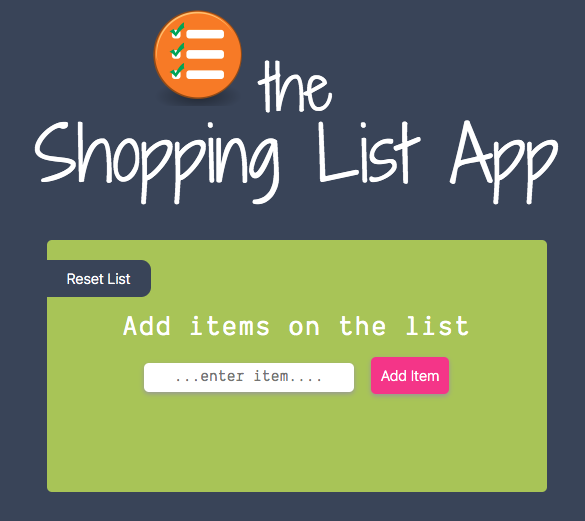 the
Shopping List App
Reset List
Add items on the list
...enter item....
Add Item